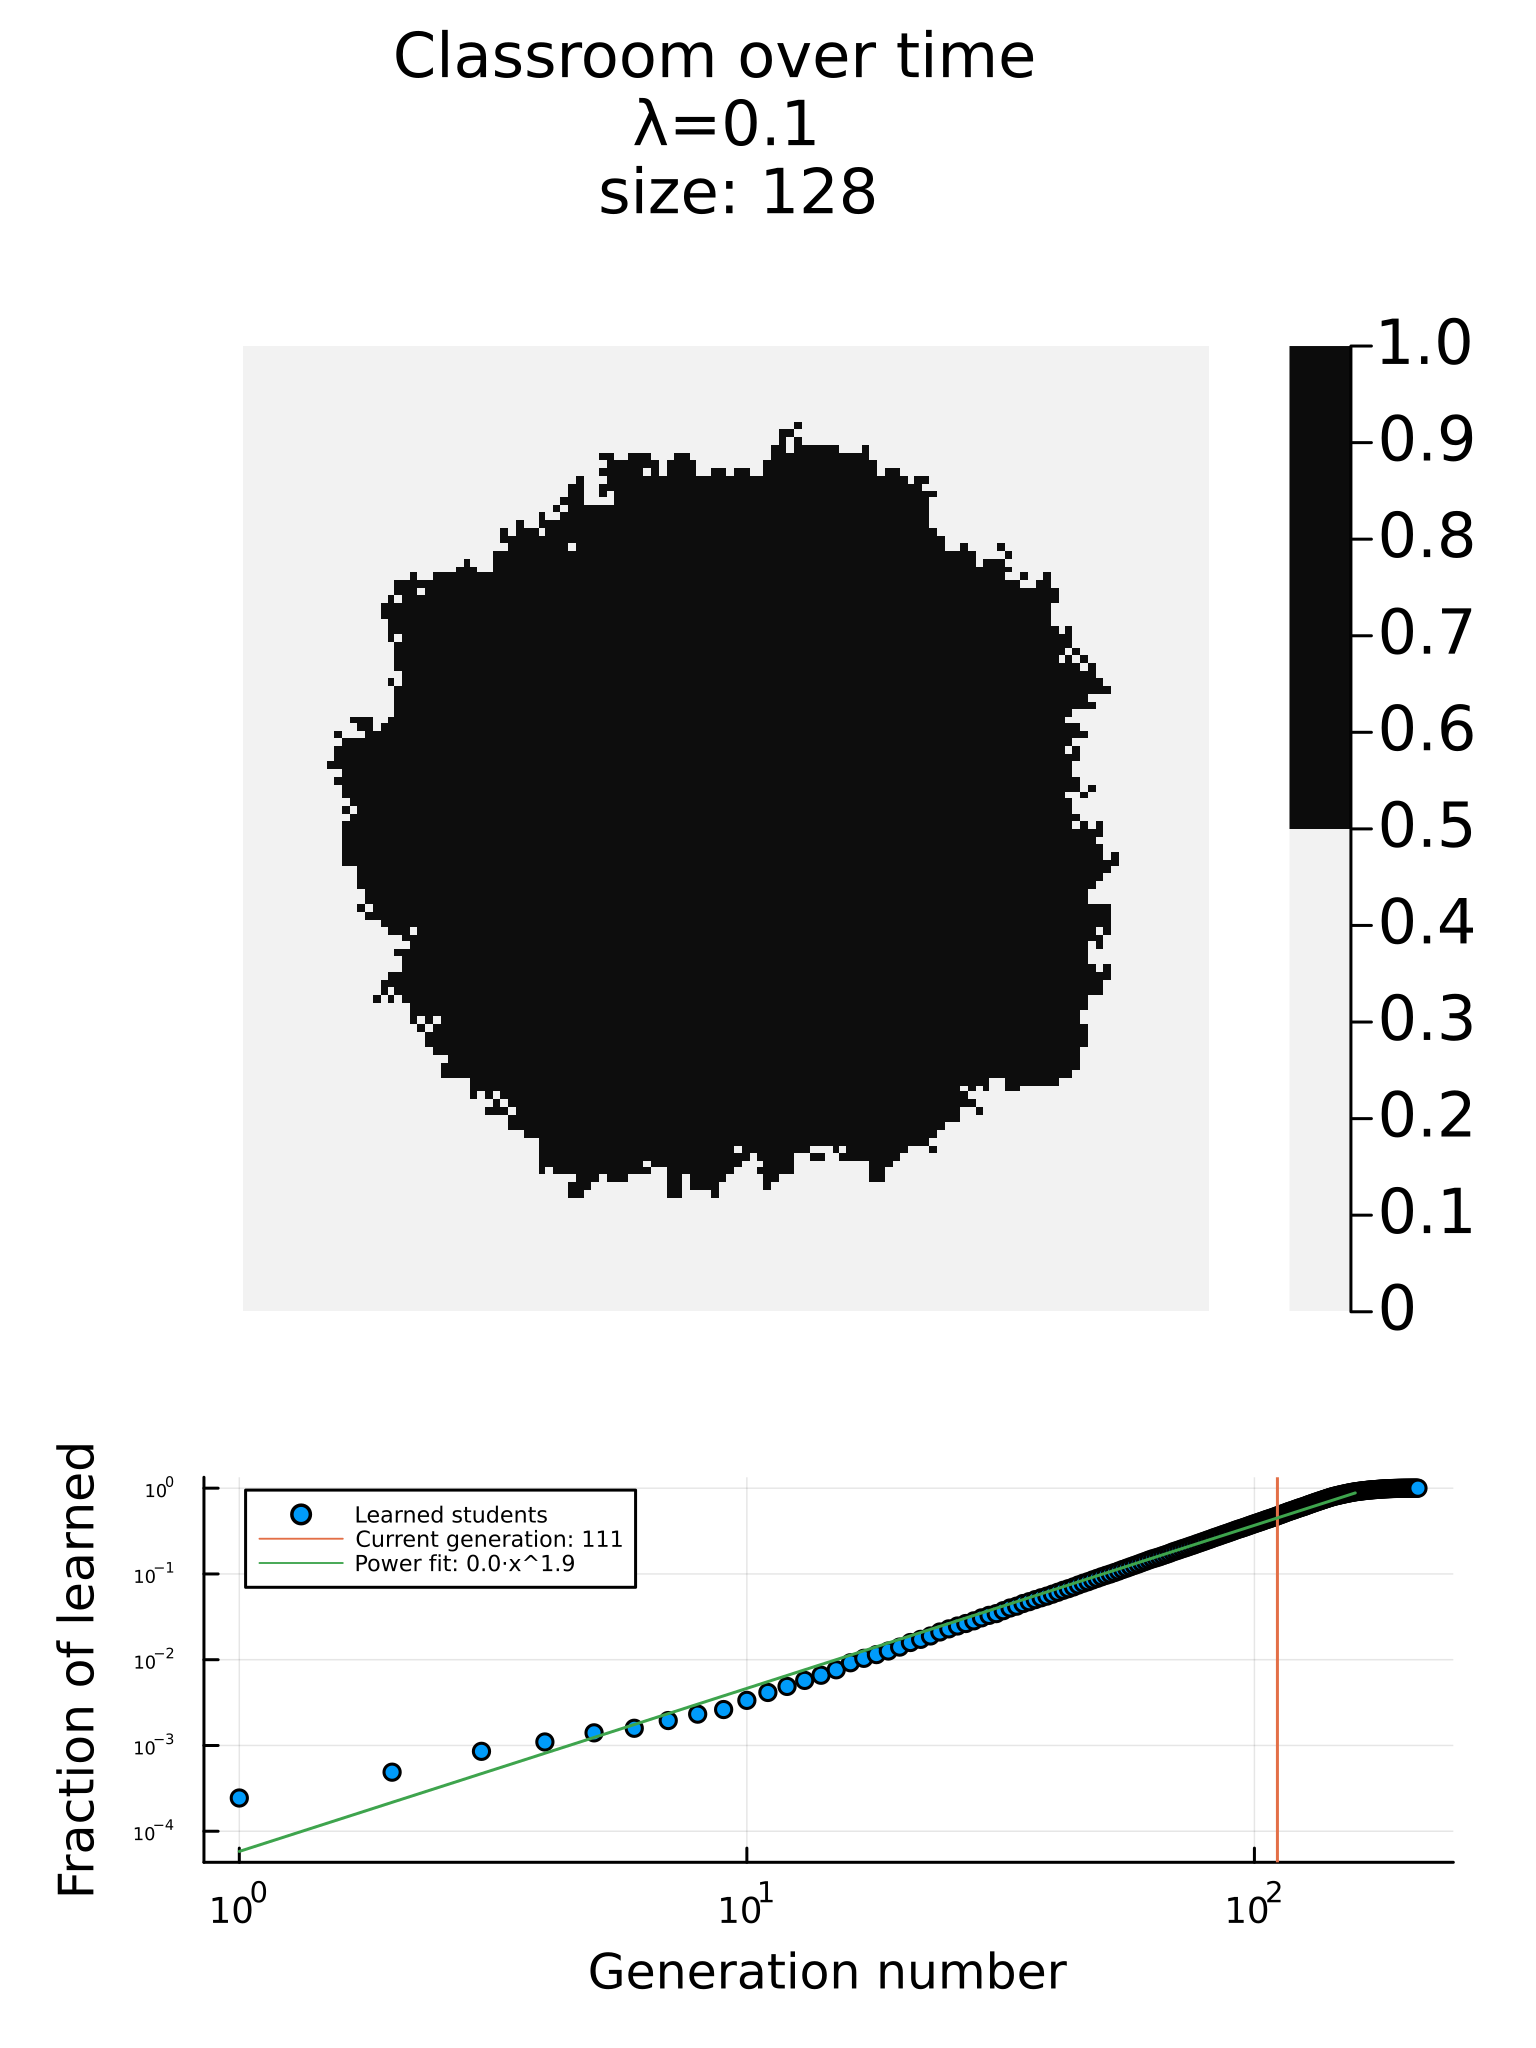 Classroom over time
λ=0.1
size: 128
1.0
0.9
0.8
0.7
0.6
0.5
0.4
0.3
0.2
0.1
0
Fraction of learned
10^0
10^-1
10^-2
10^-3
10^-4
Learned students
Current generation: 111
Power fit: 0.0·x^1.9
10^0 10^1 10^2
Generation number